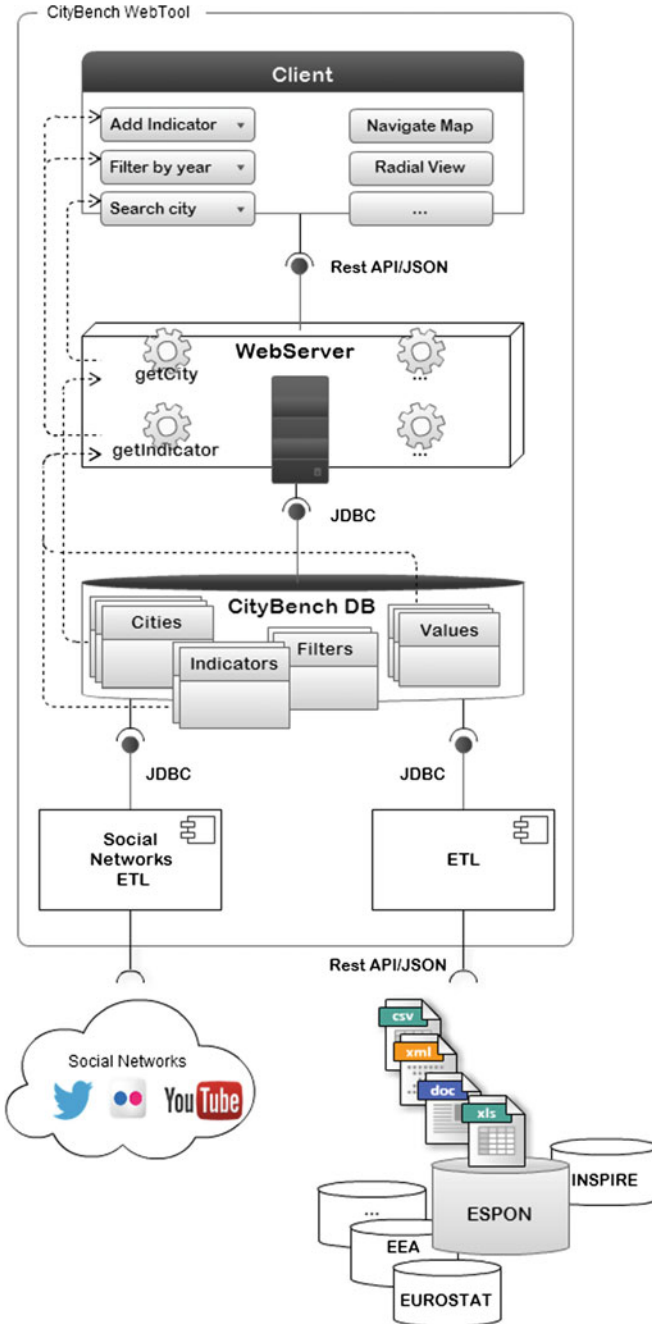 CityBench WebTool
Client
Add Indicator
Navigate Map
Filter by year
Radial View
Search city
...
Rest API/JSON
WebServer
getCity
...
getIndicator
...
JDBC
CityBench DB
Cities
Filters
Values
Indicators
JDBC
JDBC
Social
Networks
ETL
ETL
Rest API/JSON
csv
xml
doc
xls
Social Networks
YouTube
INSPIRE
ESPON
...
EEA
EUROSTAT